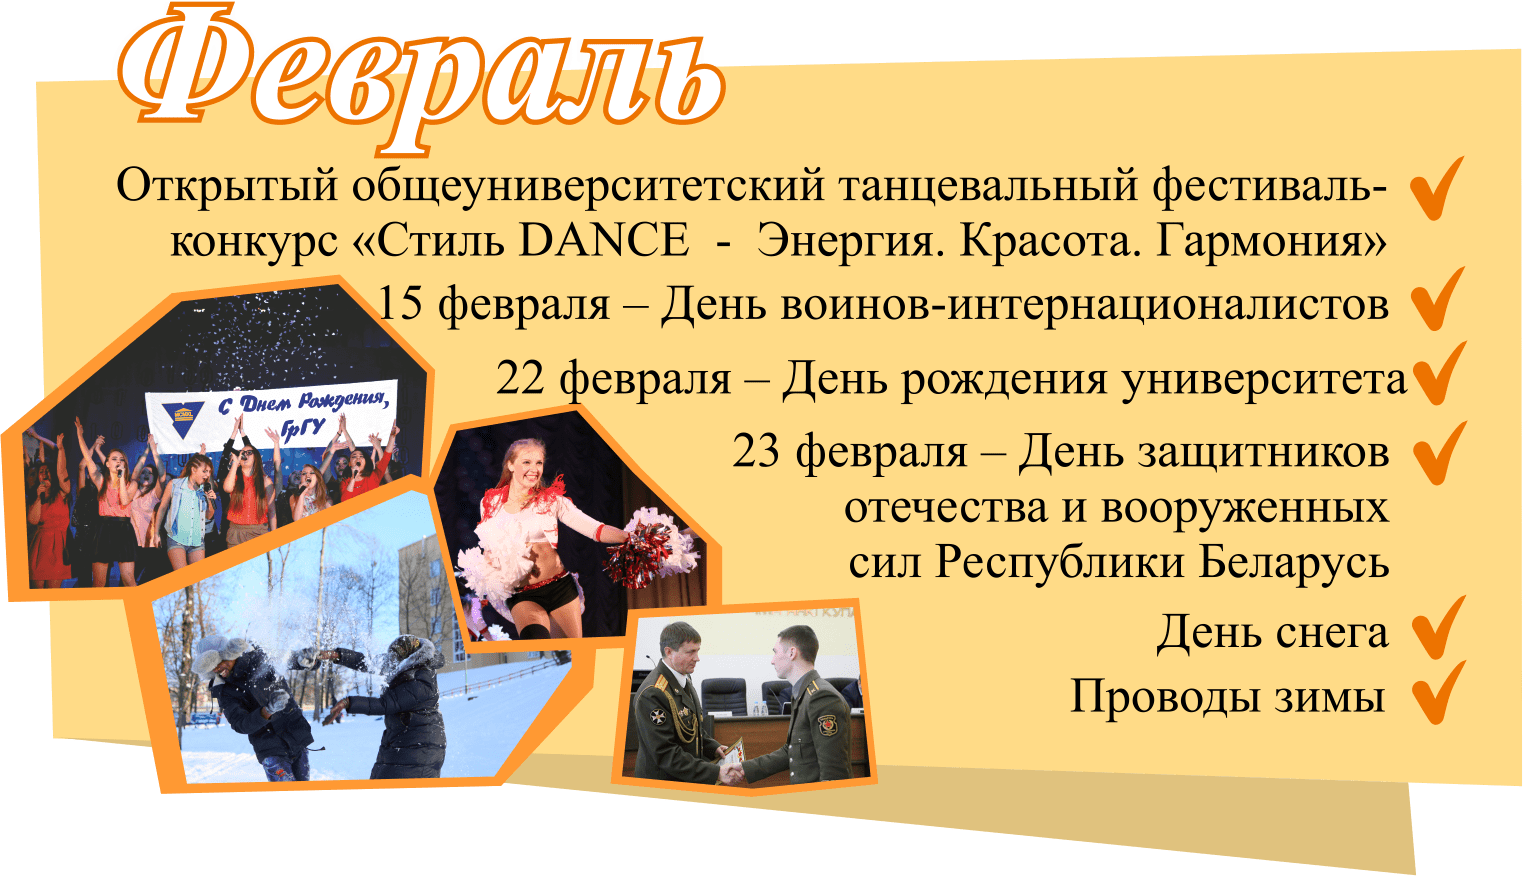 Февраль
Открытый общеуниверситетский танцевальный фестиваль-
конкурс «Стиль DANCE - Энергия. Красота. Гармония»
15 февраля – День воинов-интернационалистов
22 февраля – День рождения университета
23 февраля – День защитников
отечества и вооруженных
сил Республики Беларусь
День снега
Проводы зимы
С Днем Рождения,
ГрГУ
MCMXL